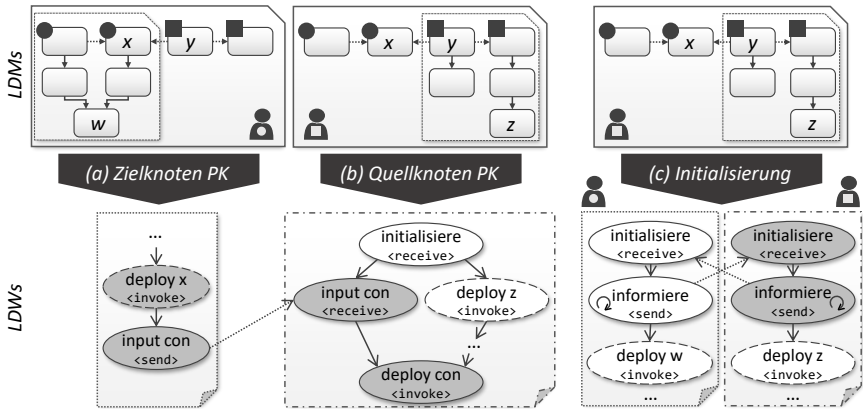 LDMs
x
y
w
x
y
z
x
y
z
(a) Zielknoten PK
(b) Quellknoten PK
(c) Initialisierung
LDWs
...
deploy x
<invoke>
input con
<send>
initialisiere
<receive>
input con
<receive>
deploy z
<invoke>
...
deploy con
<invoke>
initialisiere
<receive>
informiere
<send>
deploy w
<invoke>
...
initialisiere
<receive>
informiere
<send>
deploy z
<invoke>
...